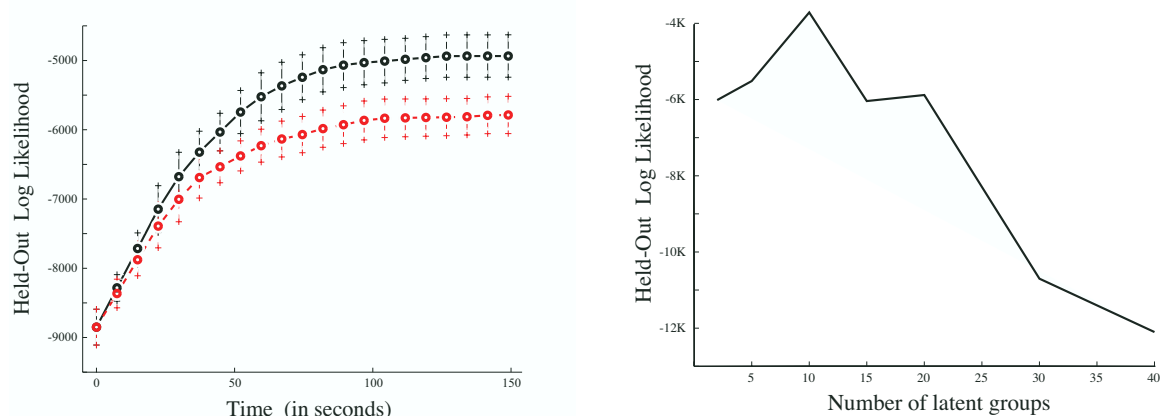 Held-Out Log Likelihood
-5000
-6000
-7000
-8000
-9000
0
50
100
150
Time (in seconds)
Held-Out Log Likelihood
-4K
-6K
-8K
-10K
-12K
5
10
15
20
25
30
35
40
Number of latent groups